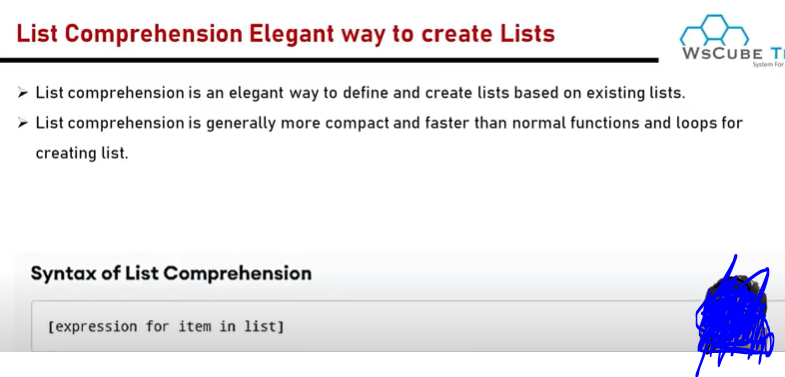 List Comprehension Elegant way to create Lists
WSCUBE
System For
➢ List comprehension is an elegant way to define and create lists based on existing lists.
➢ List comprehension is generally more compact and faster than normal functions and loops for
creating list.
Syntax of List Comprehension
[expression for item in list]